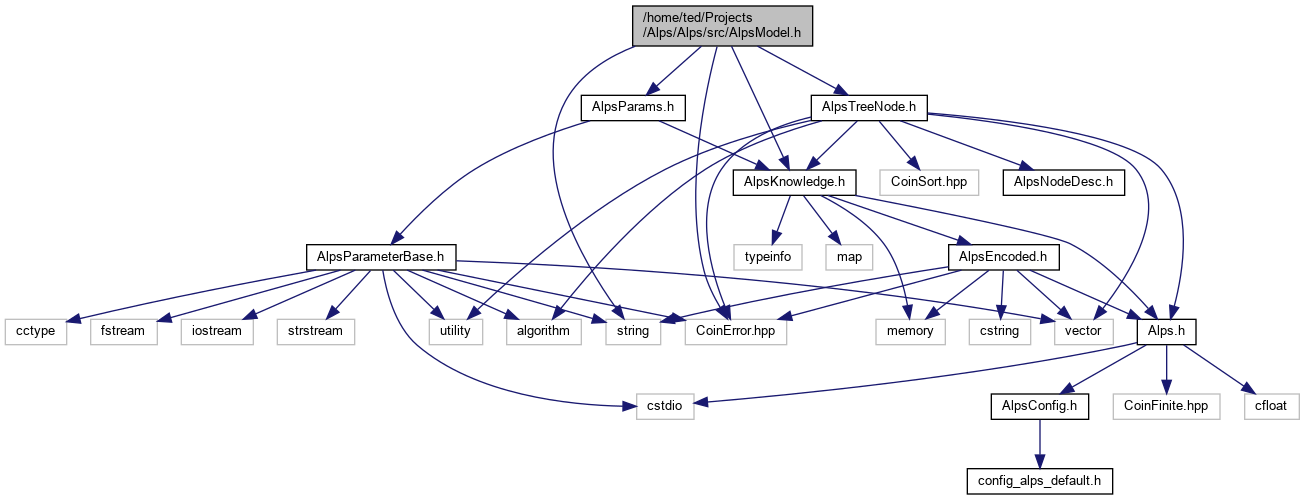 /home/ted/Projects
/Alps/Alps/src/AlpsModel.h
AlpsParams.h
AlpsTreeNode.h
AlpsKnowledge.h
CoinSort.hpp
AlpsNodeDesc.h
AlpsParameterBase.h
typeinfo
map
AlpsEncoded.h
cctype
fstream
iostream
strstream
utility
algorithm
string
CoinError.hpp
memory
cstring
vector
Alps.h
cstdio
AlpsConfig.h
CoinFinite.hpp
cfloat
config_alps_default.h